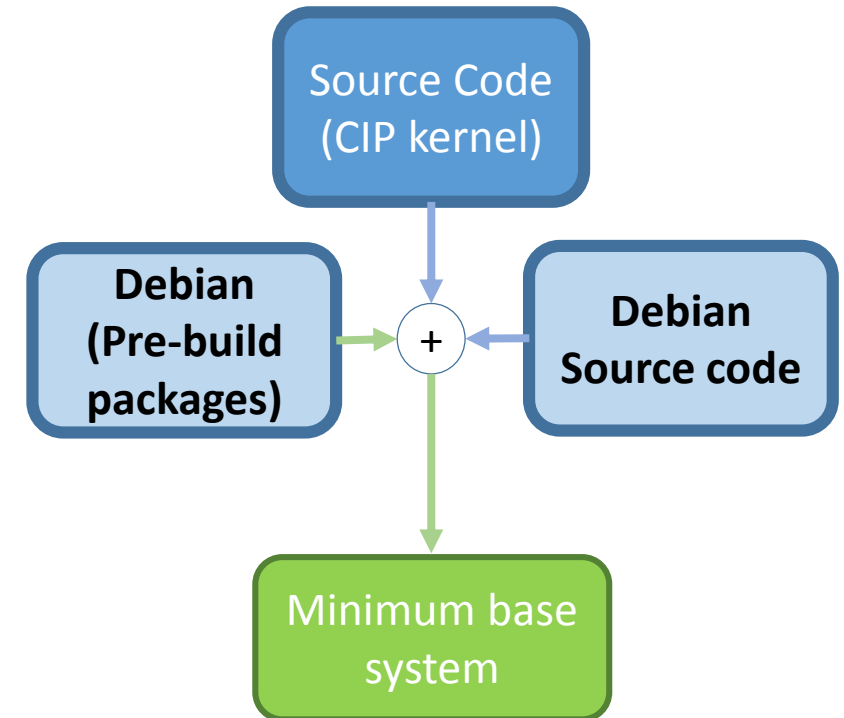 Source Code
(CIP kernel)
Debian
(Pre-build
packages)
+
Debian
Source code
Minimum base
system